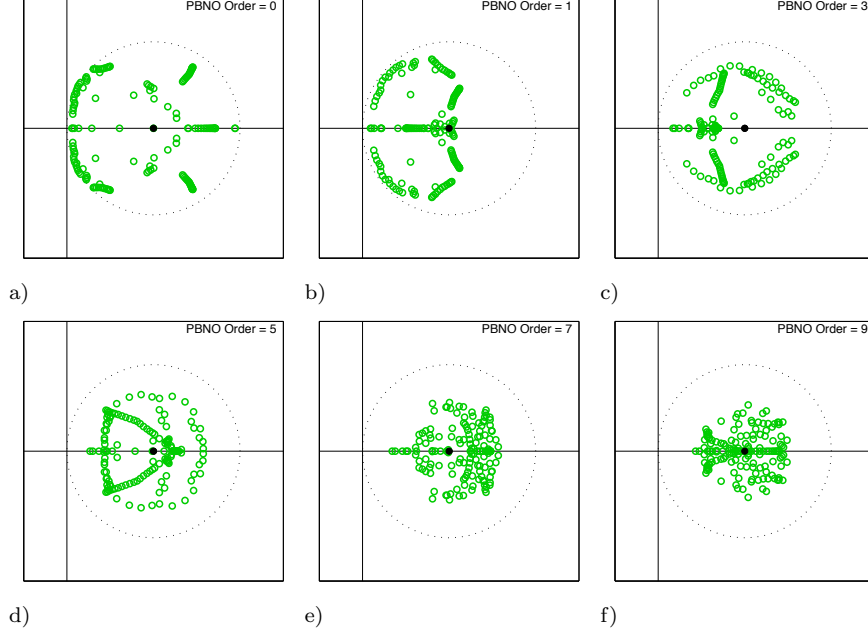 PBNO Order = 0
PBNO Order = 1
PBNO Order = 3
a)
b)
c)
PBNO Order = 5
PBNO Order = 7
PBNO Order = 9
d)
e)
f)